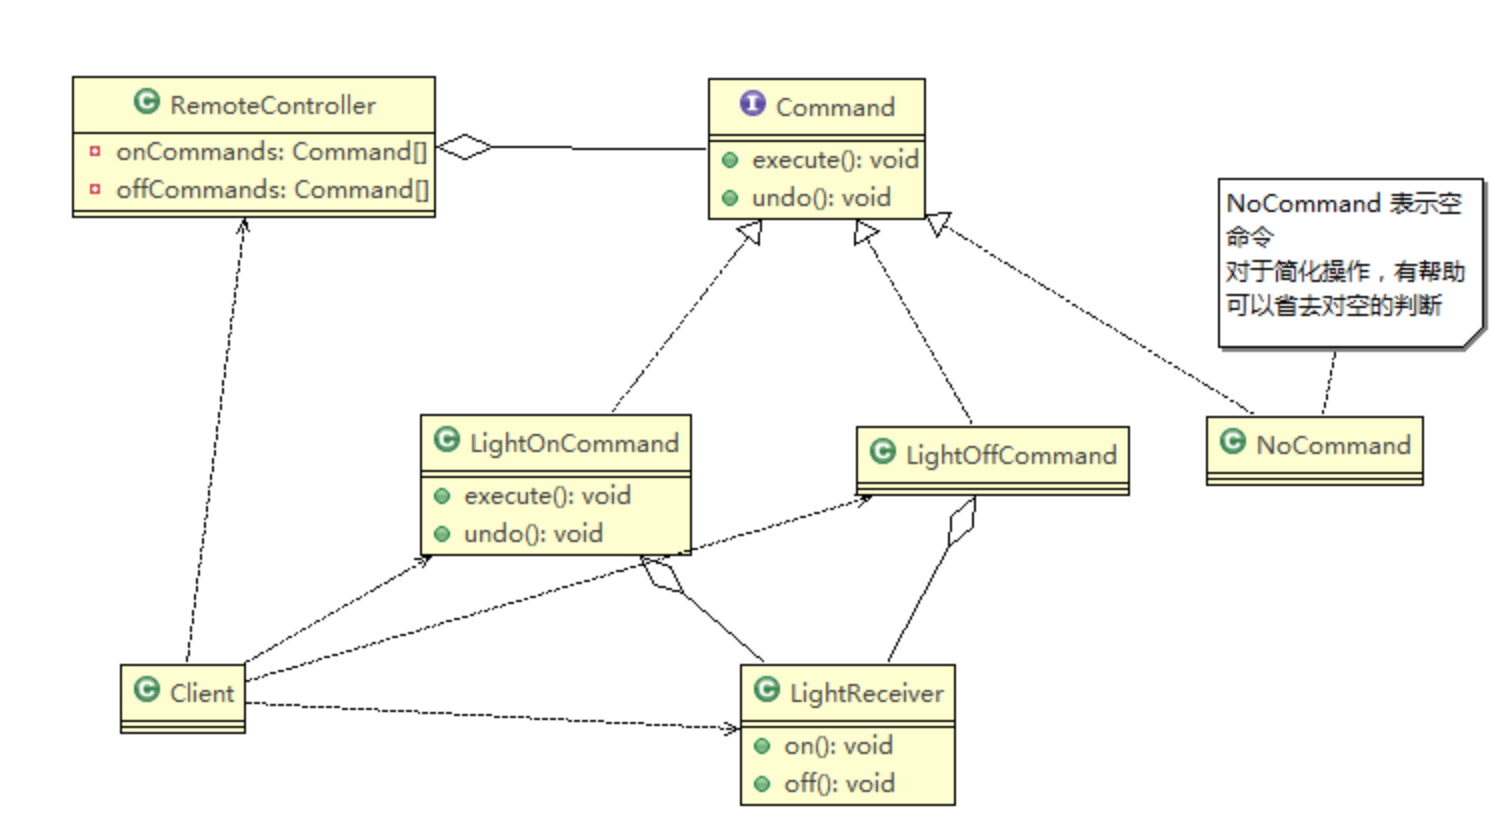 RemoteController
onCommands: Command[]
offCommands: Command[]
I Command
execute(): void
undo(): void
NoCommand 表示空
命令
对于简化操作，有帮助
可以省去对空的判断
C LightOnCommand
execute(): void
undo(): void
C LightOffCommand
C NoCommand
C Client
C LightReceiver
on(): void
off(): void